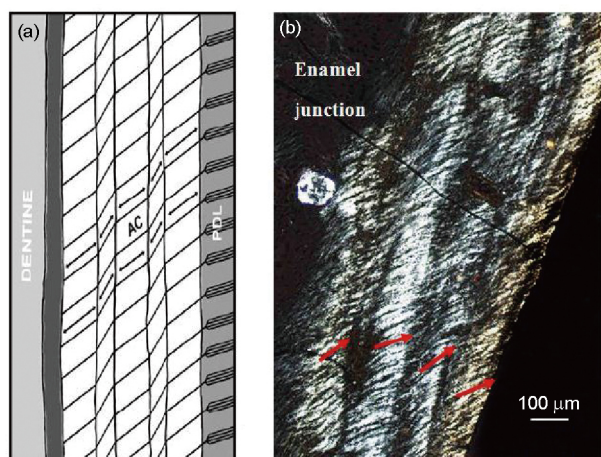 (a)
DENTINE
AC
PDL
(b)
Enamel
junction
100 μm